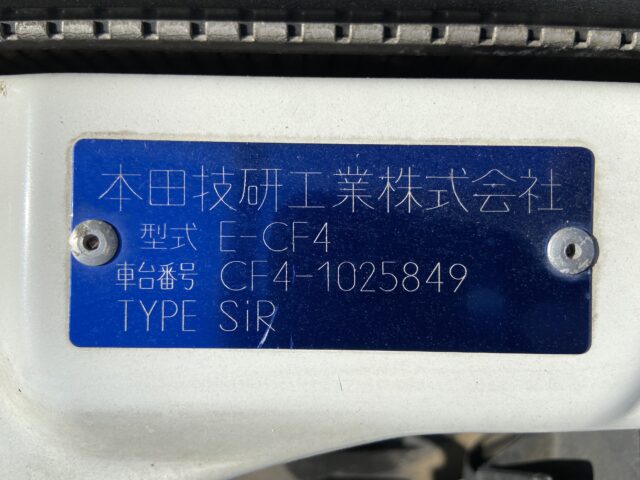 本田技研工業株式会社
型式 E-CF4
車台番号 CF4-1025849
TYPE SiR